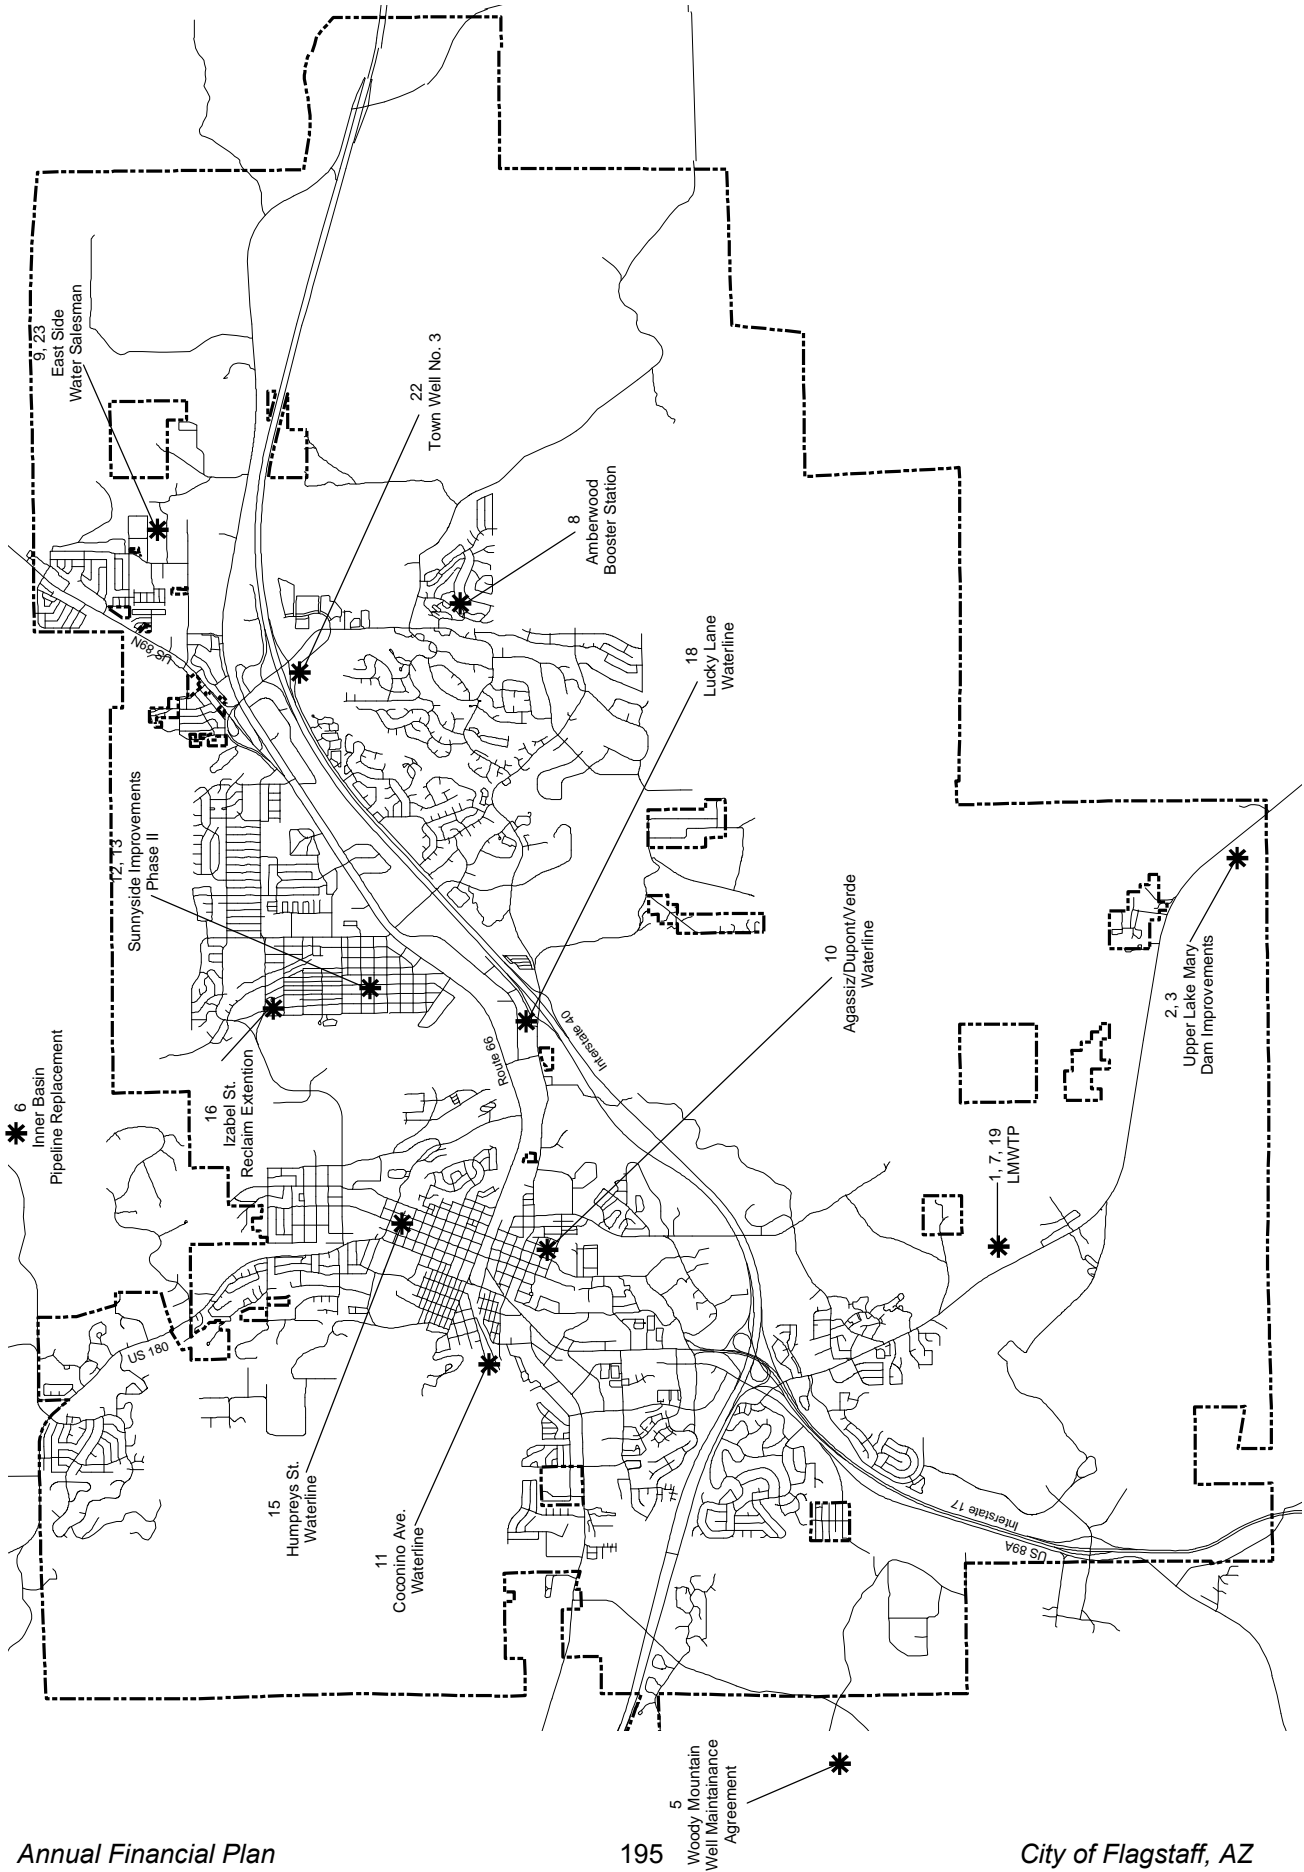 6
Inner Basin
Pipeline Replacement
9, 23
East Side
Water Salesman
22
Town Well No. 3
8
Amberwood
Booster Station
18
Lucky Lane
Waterline
12, 13
Sunnyside Improvements
Phase II
16
Izabel St.
Reclaim Extention
10
Agassiz/Dupont/Verde
Waterline
2, 3
Upper Lake Mary
Dam Improvements
1, 7, 19
LMWTP
15
Humpreys St.
Waterline
11
Coconino Ave.
Waterline
5
Woody Mountain
Well Maintainance
Agreement
US 89N
Route 66
Interstate 40
US 180
Interstate 17
US 89A
Annual Financial Plan
195
City of Flagstaff, AZ